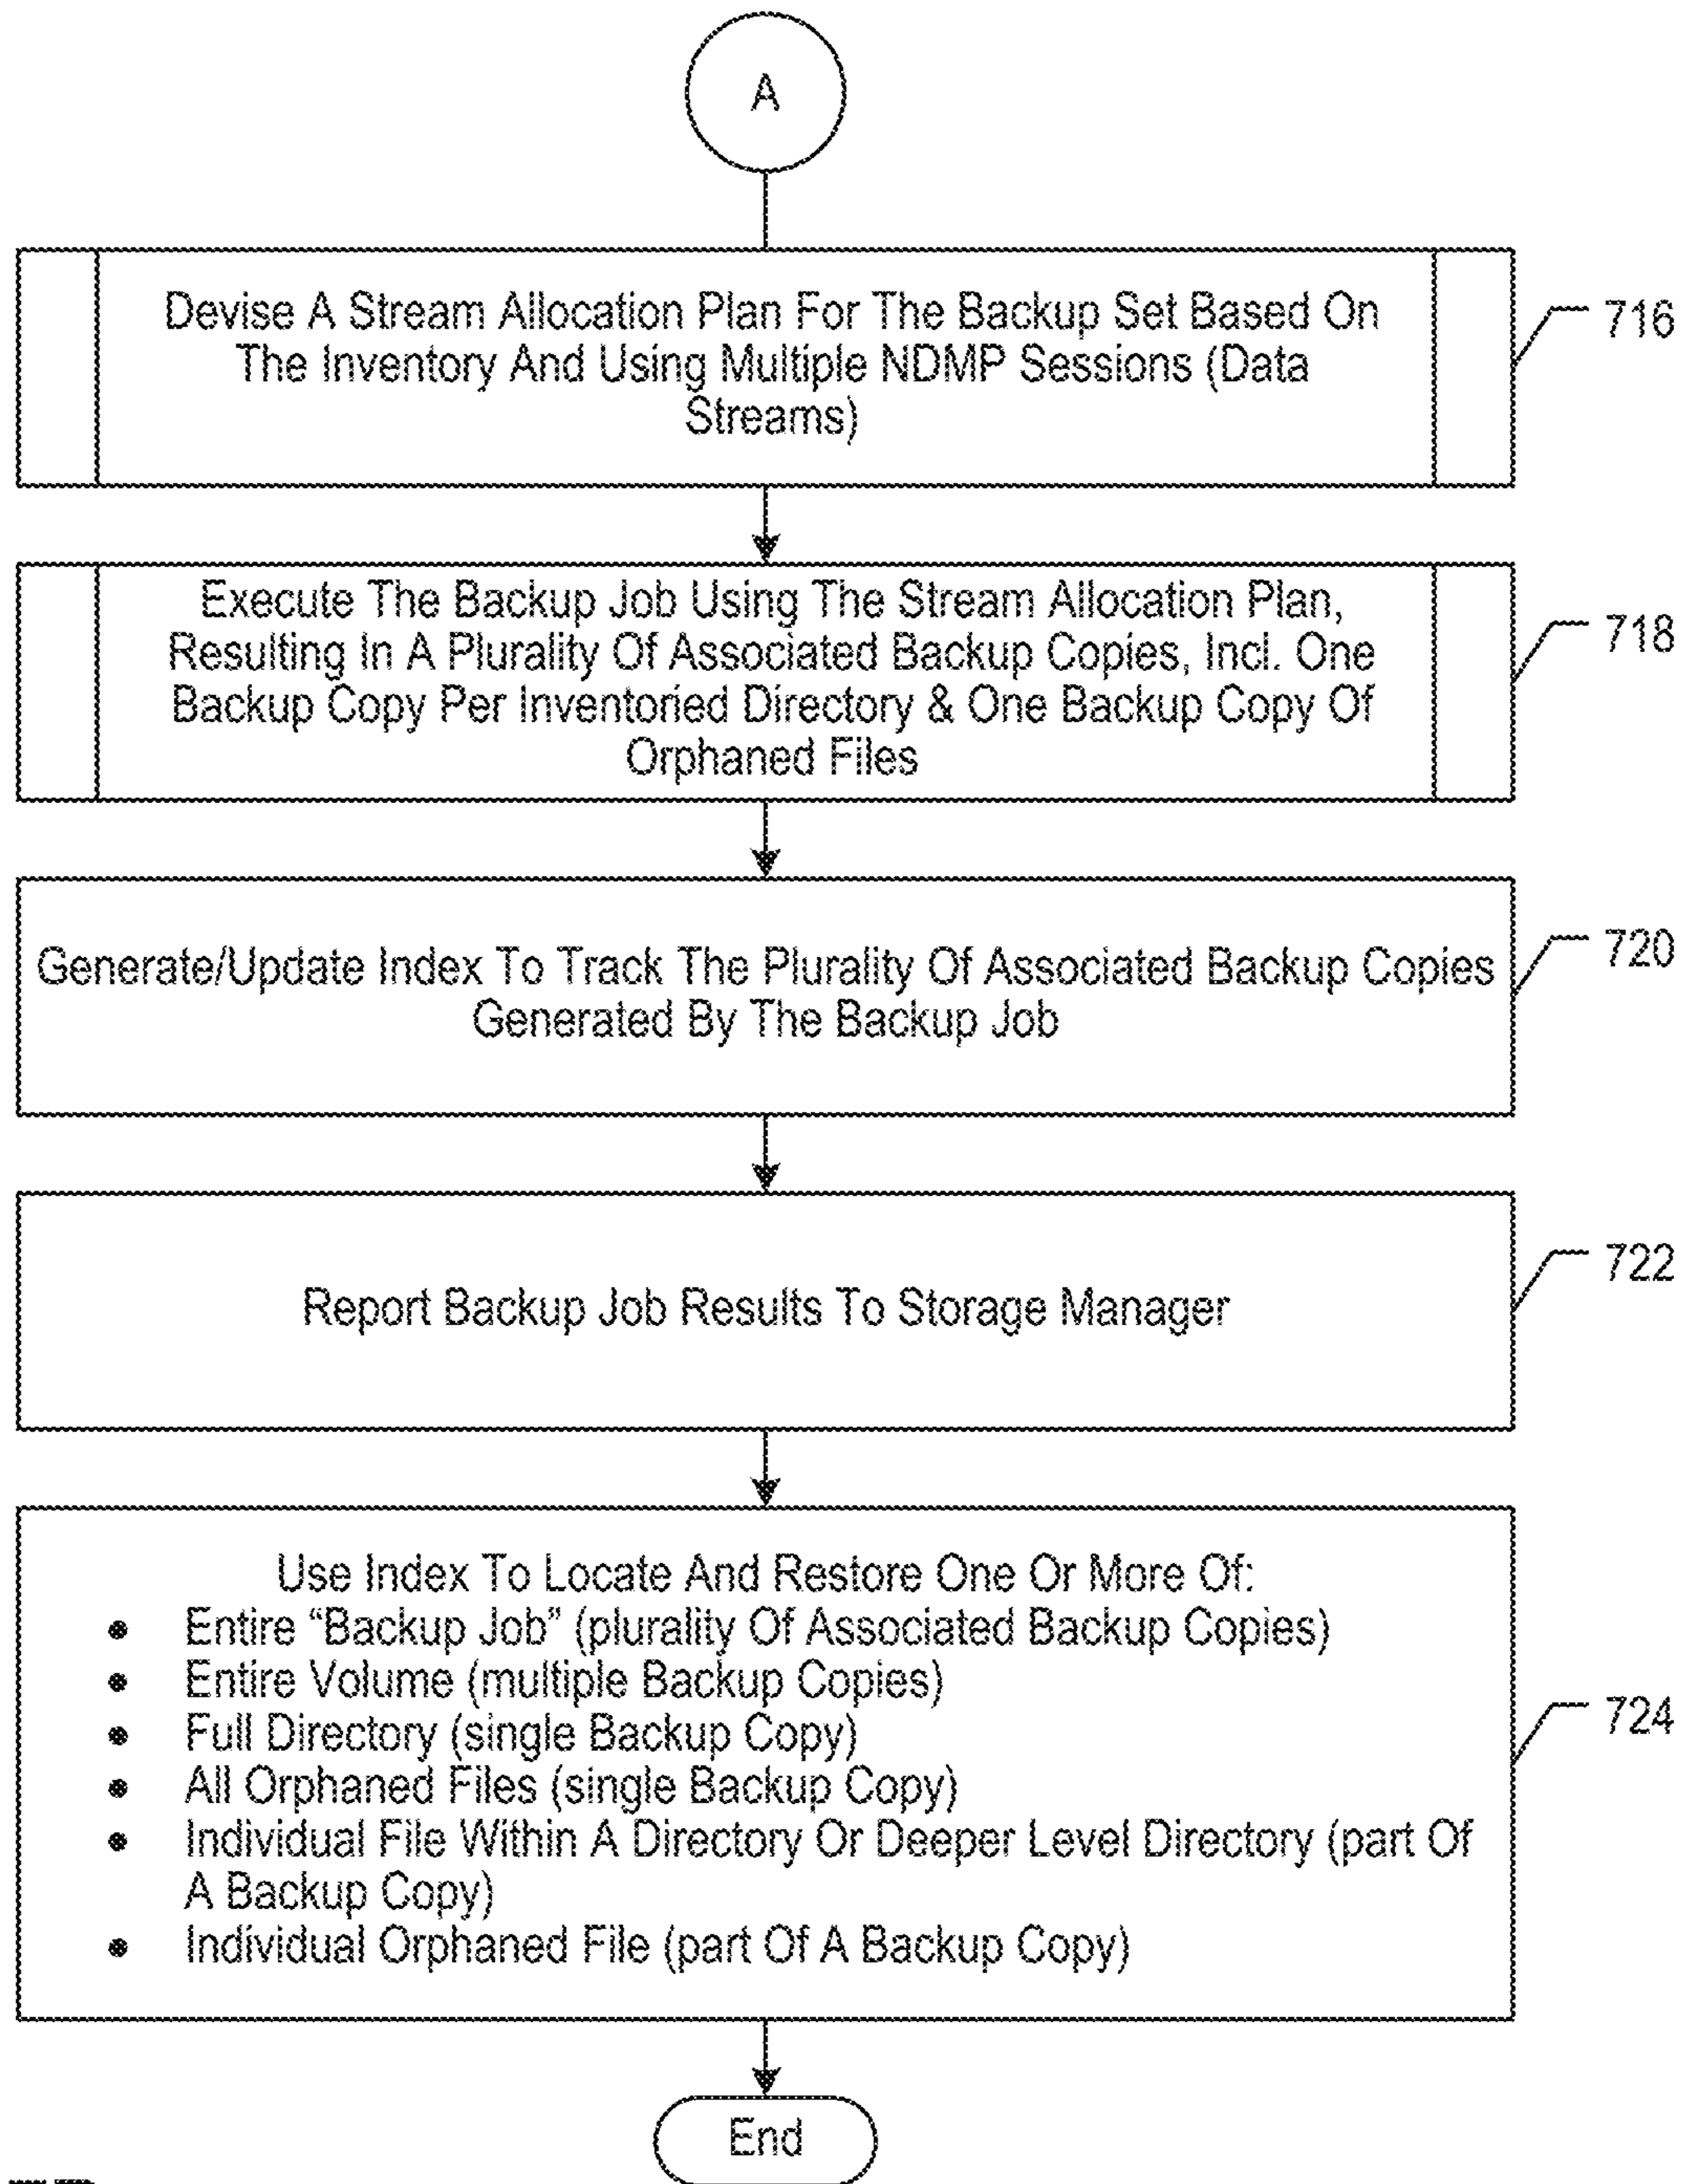 A
Devise A Stream Allocation Plan For The Backup Set Based On
The Inventory And Using Multiple NDMP Sessions (Data
Streams)
716
Execute The Backup Job Using The Stream Allocation Plan,
Resulting In A Plurality Of Associated Backup Copies, Incl. One
Backup Copy Per Inventoried Directory & One Backup Copy Of
Orphaned Files
718
Generate/Update Index To Track The Plurality Of Associated Backup Copies
Generated By The Backup Job
720
Report Backup Job Results To Storage Manager
722
Use Index To Locate And Restore One Or More Of:
• Entire “Backup Job” (plurality Of Associated Backup Copies)
• Entire Volume (multiple Backup Copies)
• Full Directory (single Backup Copy)
• All Orphaned Files (single Backup Copy)
• Individual File Within A Directory Or Deeper Level Directory (part Of
A Backup Copy)
• Individual Orphaned File (part Of A Backup Copy)
724
End